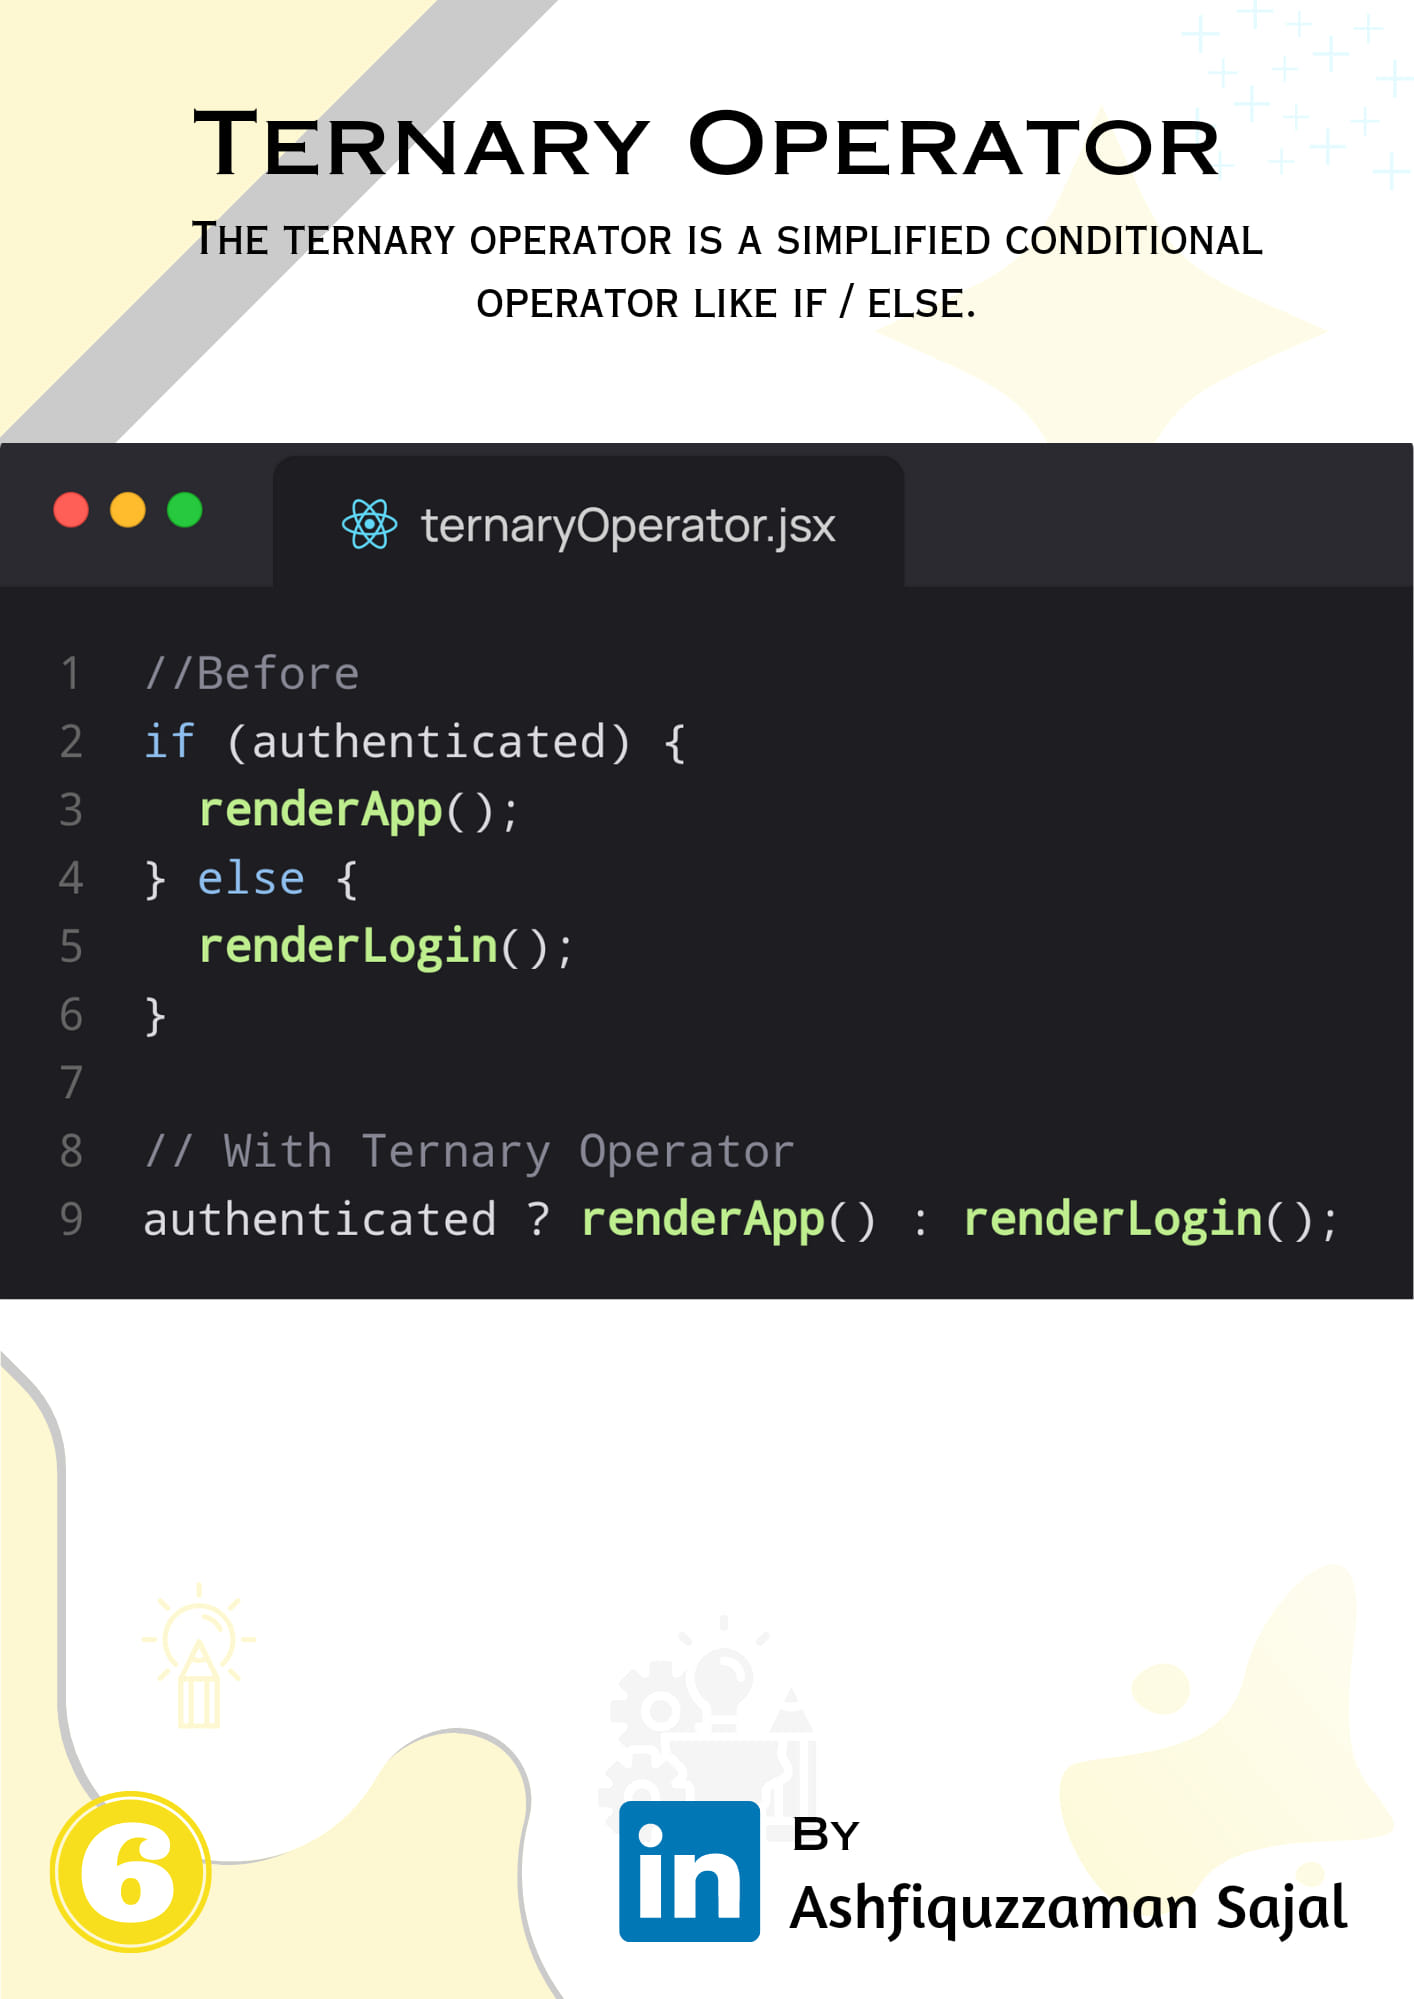 Ternary Operator
The ternary operator is a simplified conditional
operator like if / else.
ternaryOperator.jsx
1 //Before
2 if (authenticated) {
3   renderApp();
4 } else {
5   renderLogin();
6 }
7
8 // With Ternary Operator
9 authenticated ? renderApp() : renderLogin();
6
in
By
Ashfiquzzaman Sajal